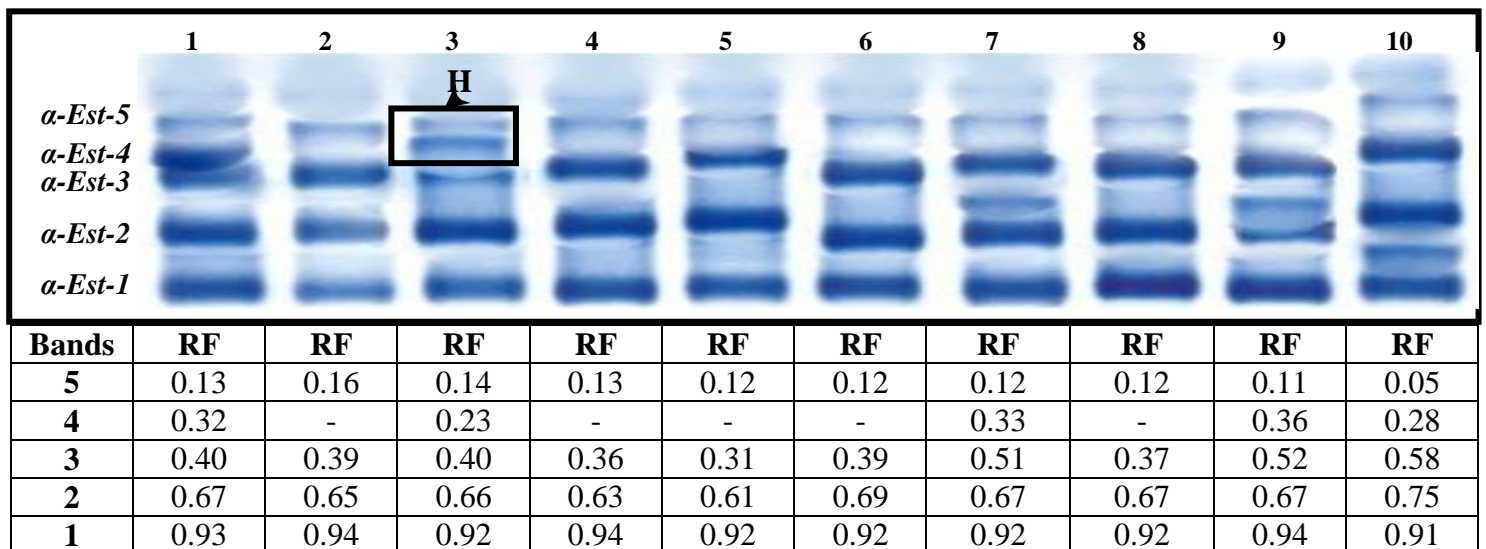 1 2 3 4 5 6 7 8 9 10
H
α-Est-5
α-Est-4
α-Est-3
α-Est-2
α-Est-1
Bands RF RF RF RF RF RF RF RF RF RF
5 0.13 0.16 0.14 0.13 0.12 0.12 0.12 0.12 0.11 0.05
4 0.32 - 0.23 - - - 0.33 - 0.36 0.28
3 0.40 0.39 0.40 0.36 0.31 0.39 0.51 0.37 0.52 0.58
2 0.67 0.65 0.66 0.63 0.61 0.69 0.67 0.67 0.67 0.75
1 0.93 0.94 0.92 0.94 0.92 0.92 0.92 0.92 0.94 0.91